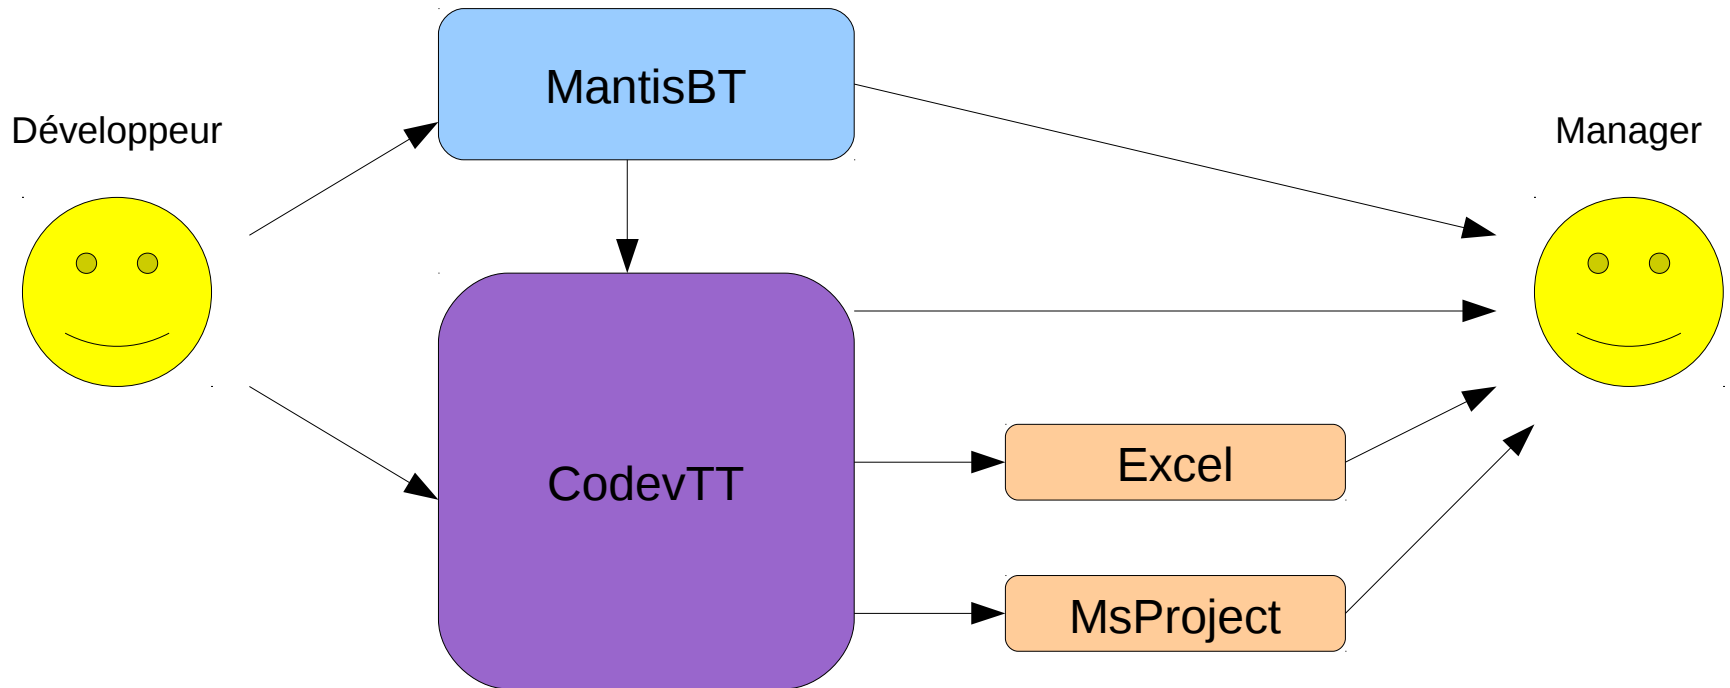 MantisBT
Développeur
Manager
CodevTT
Excel
MsProject